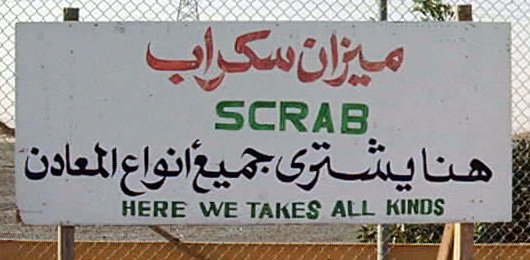 ميزان سكراب
SCRAB
هنا يشترى جميع أنواع المعادن
HERE WE TAKES ALL KINDS